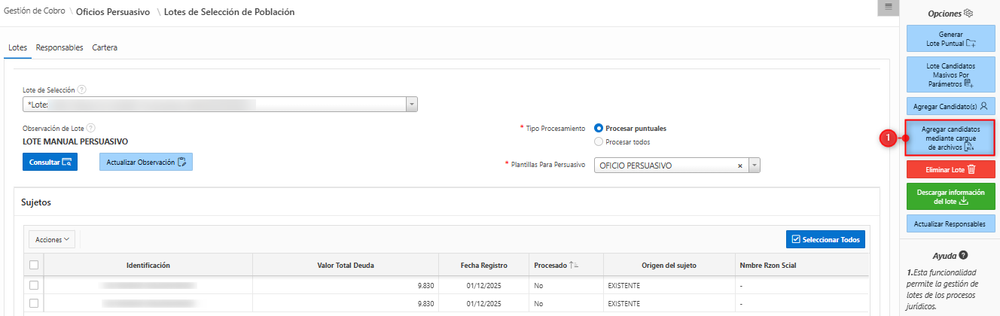 Gestión de Cobro \ Oficios Persuasivo \ Lotes de Selección de Población
Lotes Responsables Cartera
Lote de Selección ?
*Lote:
Observación de Lote ?
LOTE MANUAL PERSUASIVO
Consultar
Actualizar Observación
* Tipo Procesamiento
Procesar puntuales
Procesar todos
* Plantillas Para Persuasivo
OFICIO PERSUASIVO ×
Sujetos
Acciones
Seleccionar Todos
Identificación Valor Total Deuda Fecha Registro Procesado Origen del sujeto Nmbre Rzon Scial
9.830 01/12/2025 No EXISTENTE -
9.830 01/12/2025 No EXISTENTE -
Opciones
Generar
Lote Puntual
Lote Candidatos
Masivos Por
Parámetros
Agregar Candidato(s)
1
Agregar candidatos
mediante cargue
de archivos
Eliminar Lote
Descargar información
del lote
Actualizar Responsables
Ayuda ?
1.Esta funcionalidad
permite la gestión de
lotes de los procesos
jurídicos.